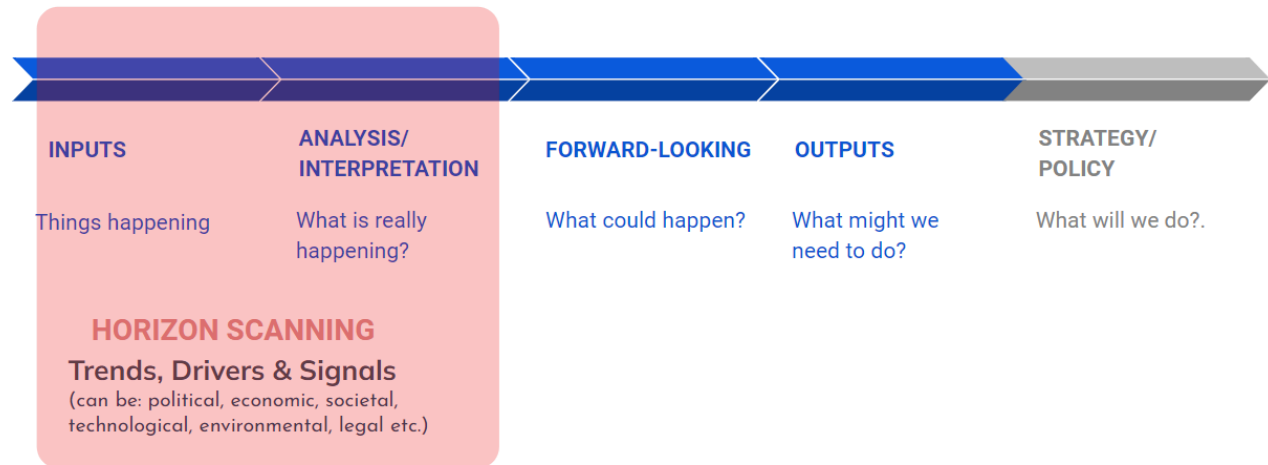 INPUTS
Things happening
ANALYSIS/
INTERPRETATION
What is really
happening?
FORWARD-LOOKING
What could happen?
OUTPUTS
What might we
need to do?
STRATEGY/
POLICY
What will we do?.
HORIZON SCANNING
Trends, Drivers & Signals
(can be: political, economic, societal,
technological, environmental, legal etc.)